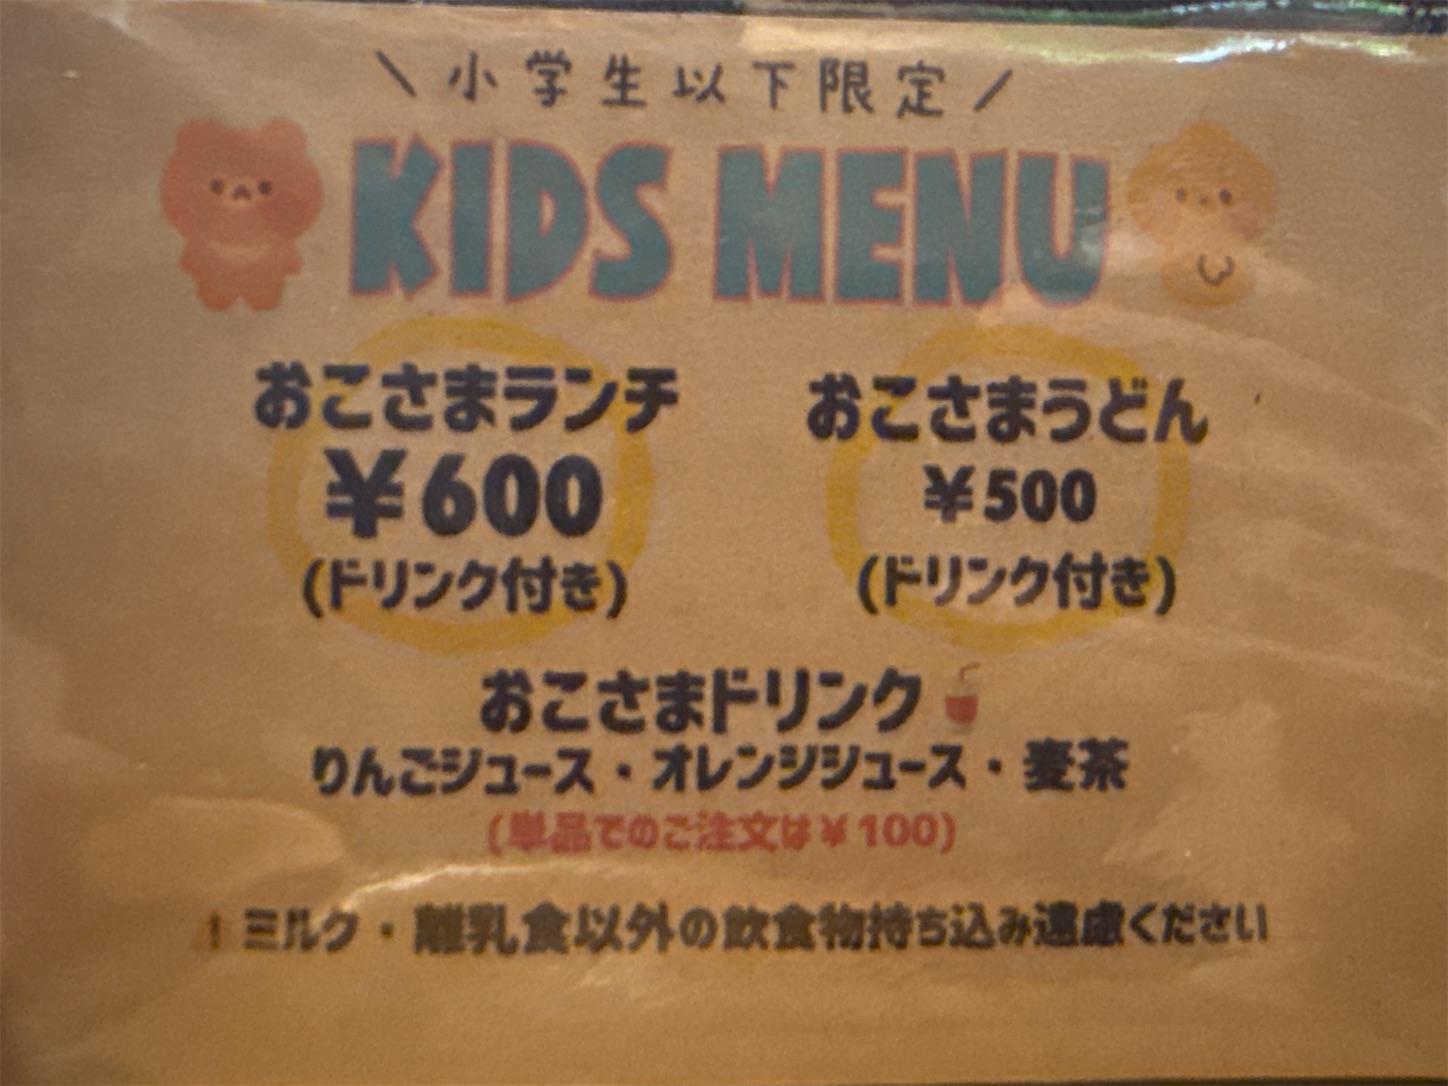 \ 小学生以下限定 /
KIDS MENU
おこさまランチ
¥600
(ドリンク付き)
おこさまうどん
¥500
(ドリンク付き)
おこさまドリンク
りんごジュース・オレンジジュース・麦茶
(単品でのご注文は¥100)
! ミルク・離乳食以外の飲食物持ち込み遠慮ください